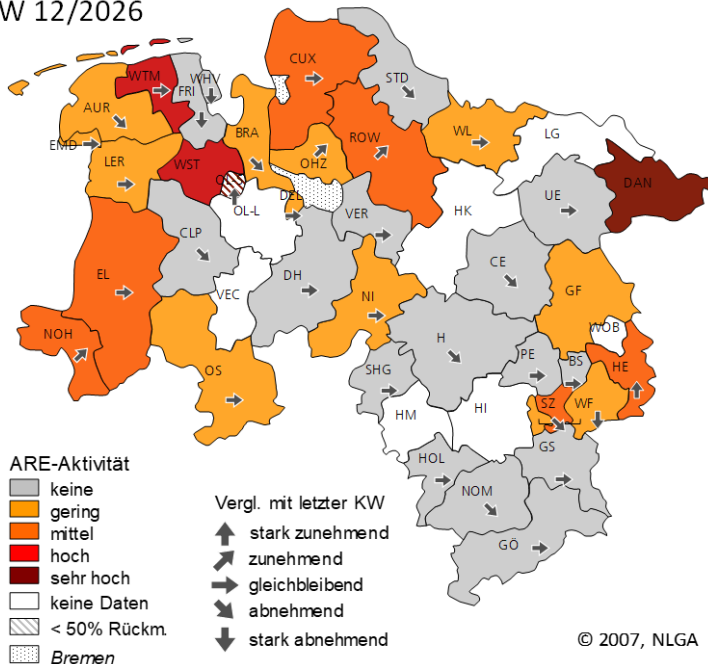 W 12/2026
CUX
STD
WTM
FRI
WHV
AUR
BRA
ROW
WL
LG
EMD
LER
WST
OHZ
DAN
OL-L
DEL
VER
HK
UE
CLP
EL
DH
CE
VEC
NI
GF
NOH
H
WOB
OS
SHG
PE
BS
HE
HM
HI
SZ
WF
HOL
GS
NOM
GÖ
ARE-Aktivität
keine
gering
mittel
hoch
sehr hoch
keine Daten
< 50% Rückm.
Bremen
Vergl. mit letzter KW
stark zunehmend
zunehmend
gleichbleibend
abnehmend
stark abnehmend
© 2007, NLGA